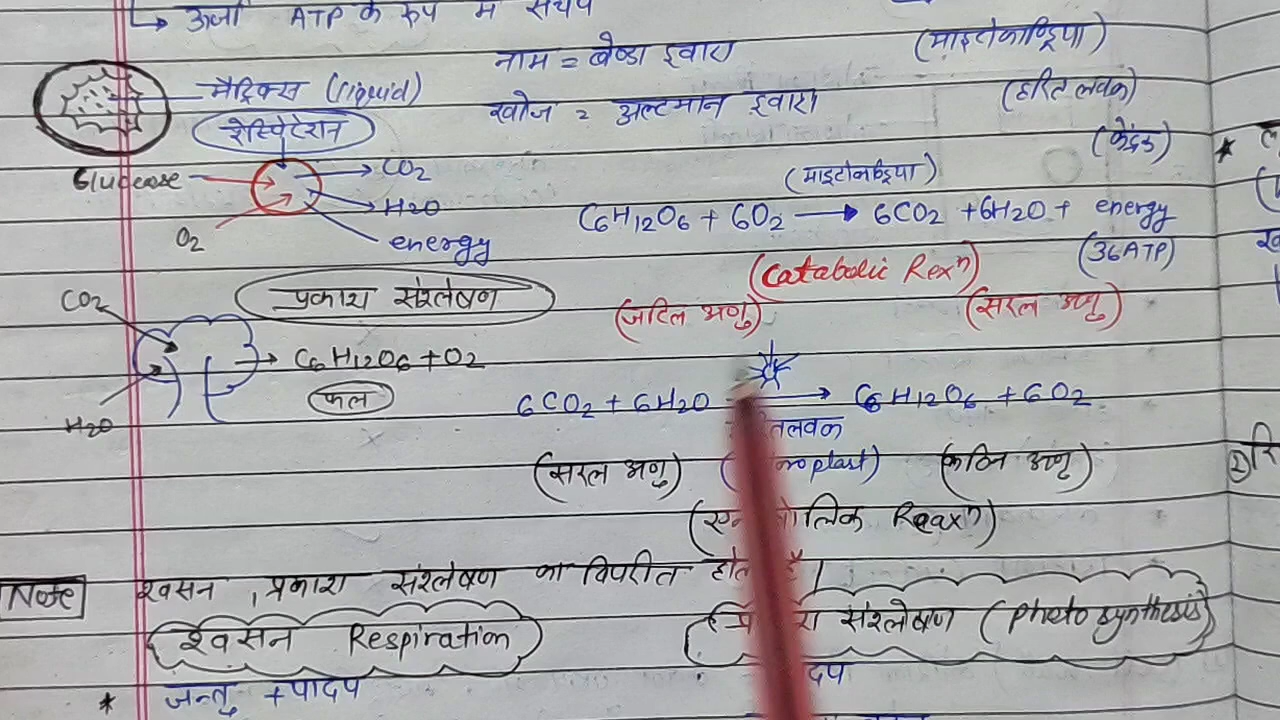 → ऊर्जा ATP के रूप में संचय
नाम = बेण्डा द्वारा (माइटोकाण्ड्रिया)
मैट्रिक्स (liquid)
खोज = अल्टमान द्वारा (हरित लवक)
रेस्पिरेशन (केंद्रक) *
CO2 (माइटोकाण्ड्रिया)
H2O
O2 energy
C6H12O6 + 6O2 → 6CO2 + 6H2O + energy
(Catabolic Rexⁿ) (36ATP)
CO2 प्रकाश संश्लेषण (जटिल अणु) (सरल अणु)
→ C6H12O6 + O2
फल
H2O
6CO2 + 6H2O → C6H12O6 + 6O2
(सरल अणु) (कठिन अणु)
Note श्वसन, प्रकाश संश्लेषण का विपरीत
श्वसन Respiration संश्लेषण (Photosynthesis)
* जन्तु + पादप